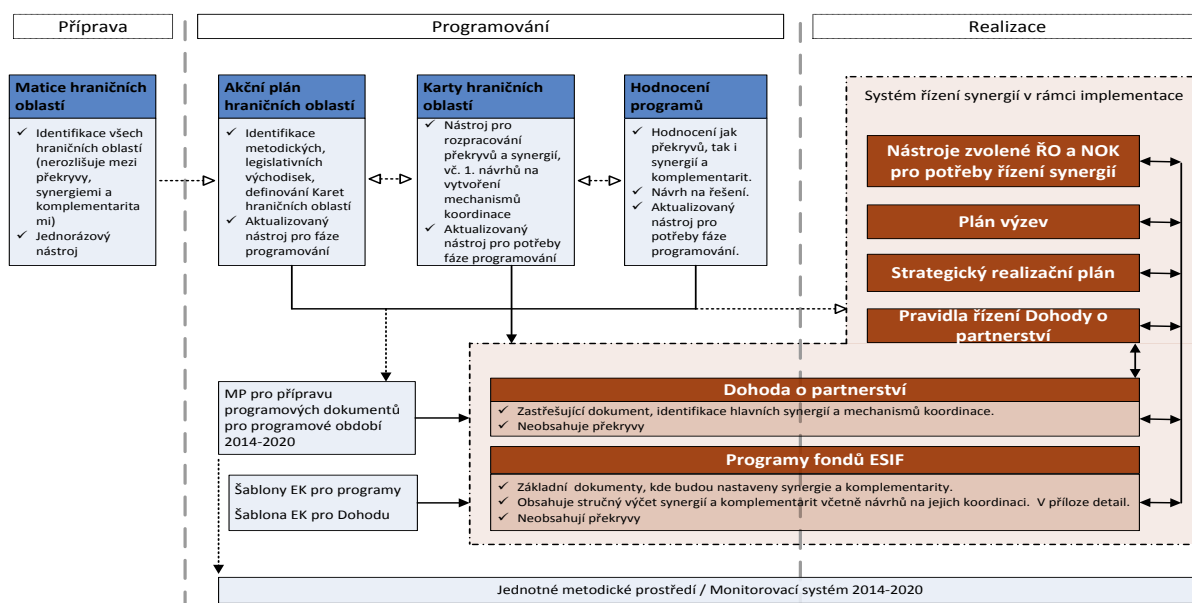 Příprava
Programování
Realizace
Matice hraničních
oblastí
✓ Identifikace všech
hraničních oblastí
(nerozlišuje mezi
překryvy,
synergiemi a
komplementarita
mi)
✓ Jednorázový
nástroj
Akční plán
hraničních oblastí
✓ Identifikace
metodických,
legislativních
východisek,
definování Karet
hraničních oblastí
✓ Aktualizovaný
nástroj pro fáze
programování
Karty hraničních
oblastí
✓ Nástroj pro
rozpracování
překryvů a synergií,
vč. 1. návrhů na
vytvoření
mechanismů
koordinace
✓ Aktualizovaný
nástroj pro potřeby
fáze programování
Hodnocení
programů
✓ Hodnocení jak
překryvů, tak i
synergií a
komplementarit.
✓ Návrh na řešení.
✓ Aktualizovaný
nástroj pro
potřeby fáze
programování.
Systém řízení synergií v rámci implementace
Nástroje zvolené ŘO a NOK
pro potřeby řízení synergií
Plán výzev
Strategický realizační plán
Pravidla řízení Dohody o
partnerství
MP pro přípravu
programových dokumentů
pro programové období
2014-2020
Dohoda o partnerství
✓ Zastřešující dokument, identifikace hlavních synergií a mechanismů koordinace.
✓ Neobsahuje překryvy
Šablony EK pro programy
Šablona EK pro Dohodu
Programy fondů ESIF
✓ Základní dokumenty, kde budou nastaveny synergie a komplementarity.
✓ Obsahuje stručný výčet synergií a komplementarit včetně návrhů na jejich koordinaci. V příloze detail.
✓ Neobsahují překryvy
Jednotné metodické prostředí / Monitorovací systém 2014-2020